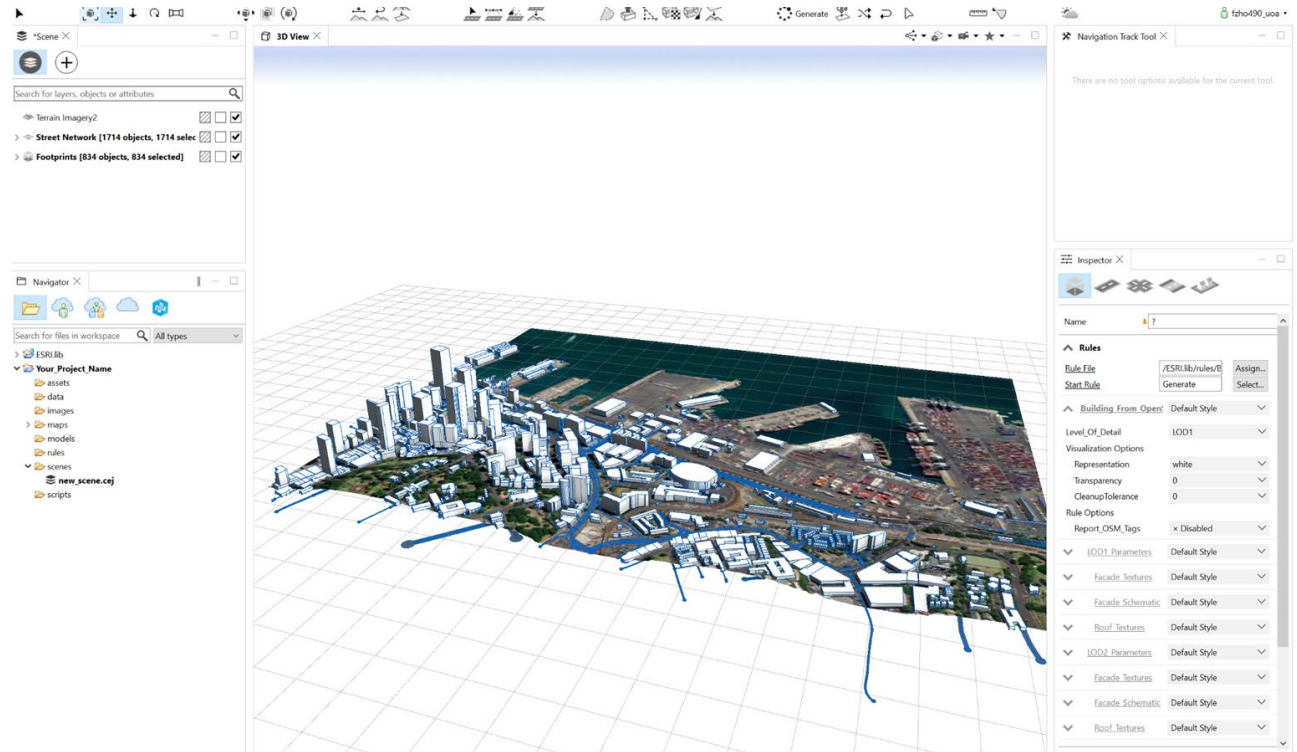 Generate
fzho490_uoa
*Scene
Search for layers, objects or attributes
Terrain Imagery2
Street Network [1714 objects, 1714 selec
Footprints [834 objects, 834 selected]
3D View
Navigation Track Tool
There are no tool options available for the current tool.
Navigator
Search for files in workspace
All types
ESRI.lib
Your_Project_Name
assets
data
images
maps
models
rules
scenes
new_scene.cej
scripts
Inspector
Name ?
Rules
Rule File /ESRI.lib/rules/B Assign...
Start Rule Generate Select...
Building From Open: Default Style
Level_Of_Detail LOD1
Visualization Options
Representation white
Transparency 0
CleanupTolerance 0
Rule Options
Report_OSM_Tags × Disabled
LOD1 Parameters Default Style
Facade Textures Default Style
Facade Schematic Default Style
Roof Textures Default Style
LOD2 Parameters Default Style
Facade Textures Default Style
Facade Schematic Default Style
Roof Textures Default Style